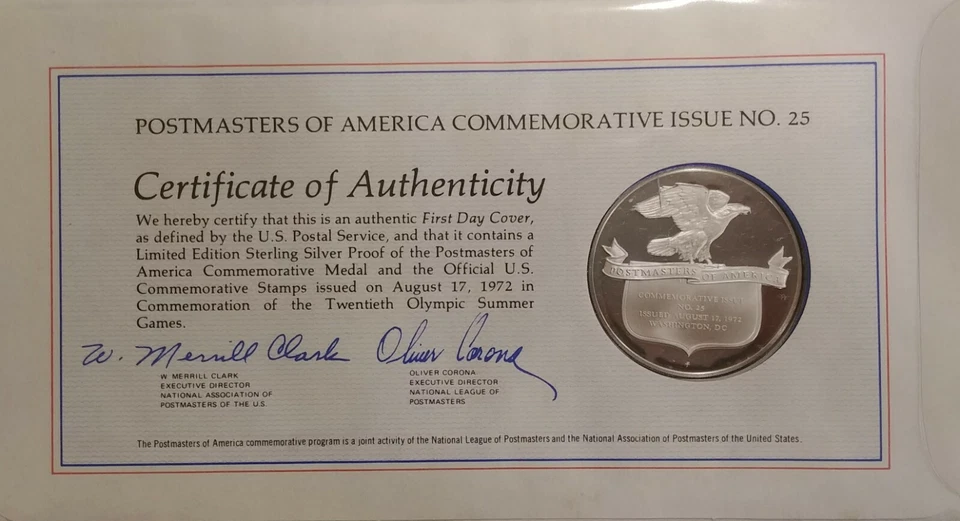 POSTMASTERS OF AMERICA COMMEMORATIVE ISSUE NO. 25
Certificate of Authenticity
We hereby certify that this is an authentic First Day Cover,
as defined by the U.S. Postal Service, and that it contains a
Limited Edition Sterling Silver Proof of the Postmasters of
America Commemorative Medal and the Official U.S.
Commemorative Stamps issued on August 17, 1972 in
Commemoration of the Twentieth Olympic Summer
Games.
W. Merrill Clark
W MERRILL CLARK
EXECUTIVE DIRECTOR
NATIONAL ASSOCIATION OF
POSTMASTERS OF THE U.S.
Oliver Corona
OLIVER CORONA
EXECUTIVE DIRECTOR
NATIONAL LEAGUE OF
POSTMASTERS
POSTMASTERS OF AMERICA
COMMEMORATIVE ISSUE
NO. 25
ISSUED AUGUST 17, 1972
WASHINGTON, DC
The Postmasters of America commemorative program is a joint activity of the National League of Postmasters and the National Association of Postmasters of the United States.